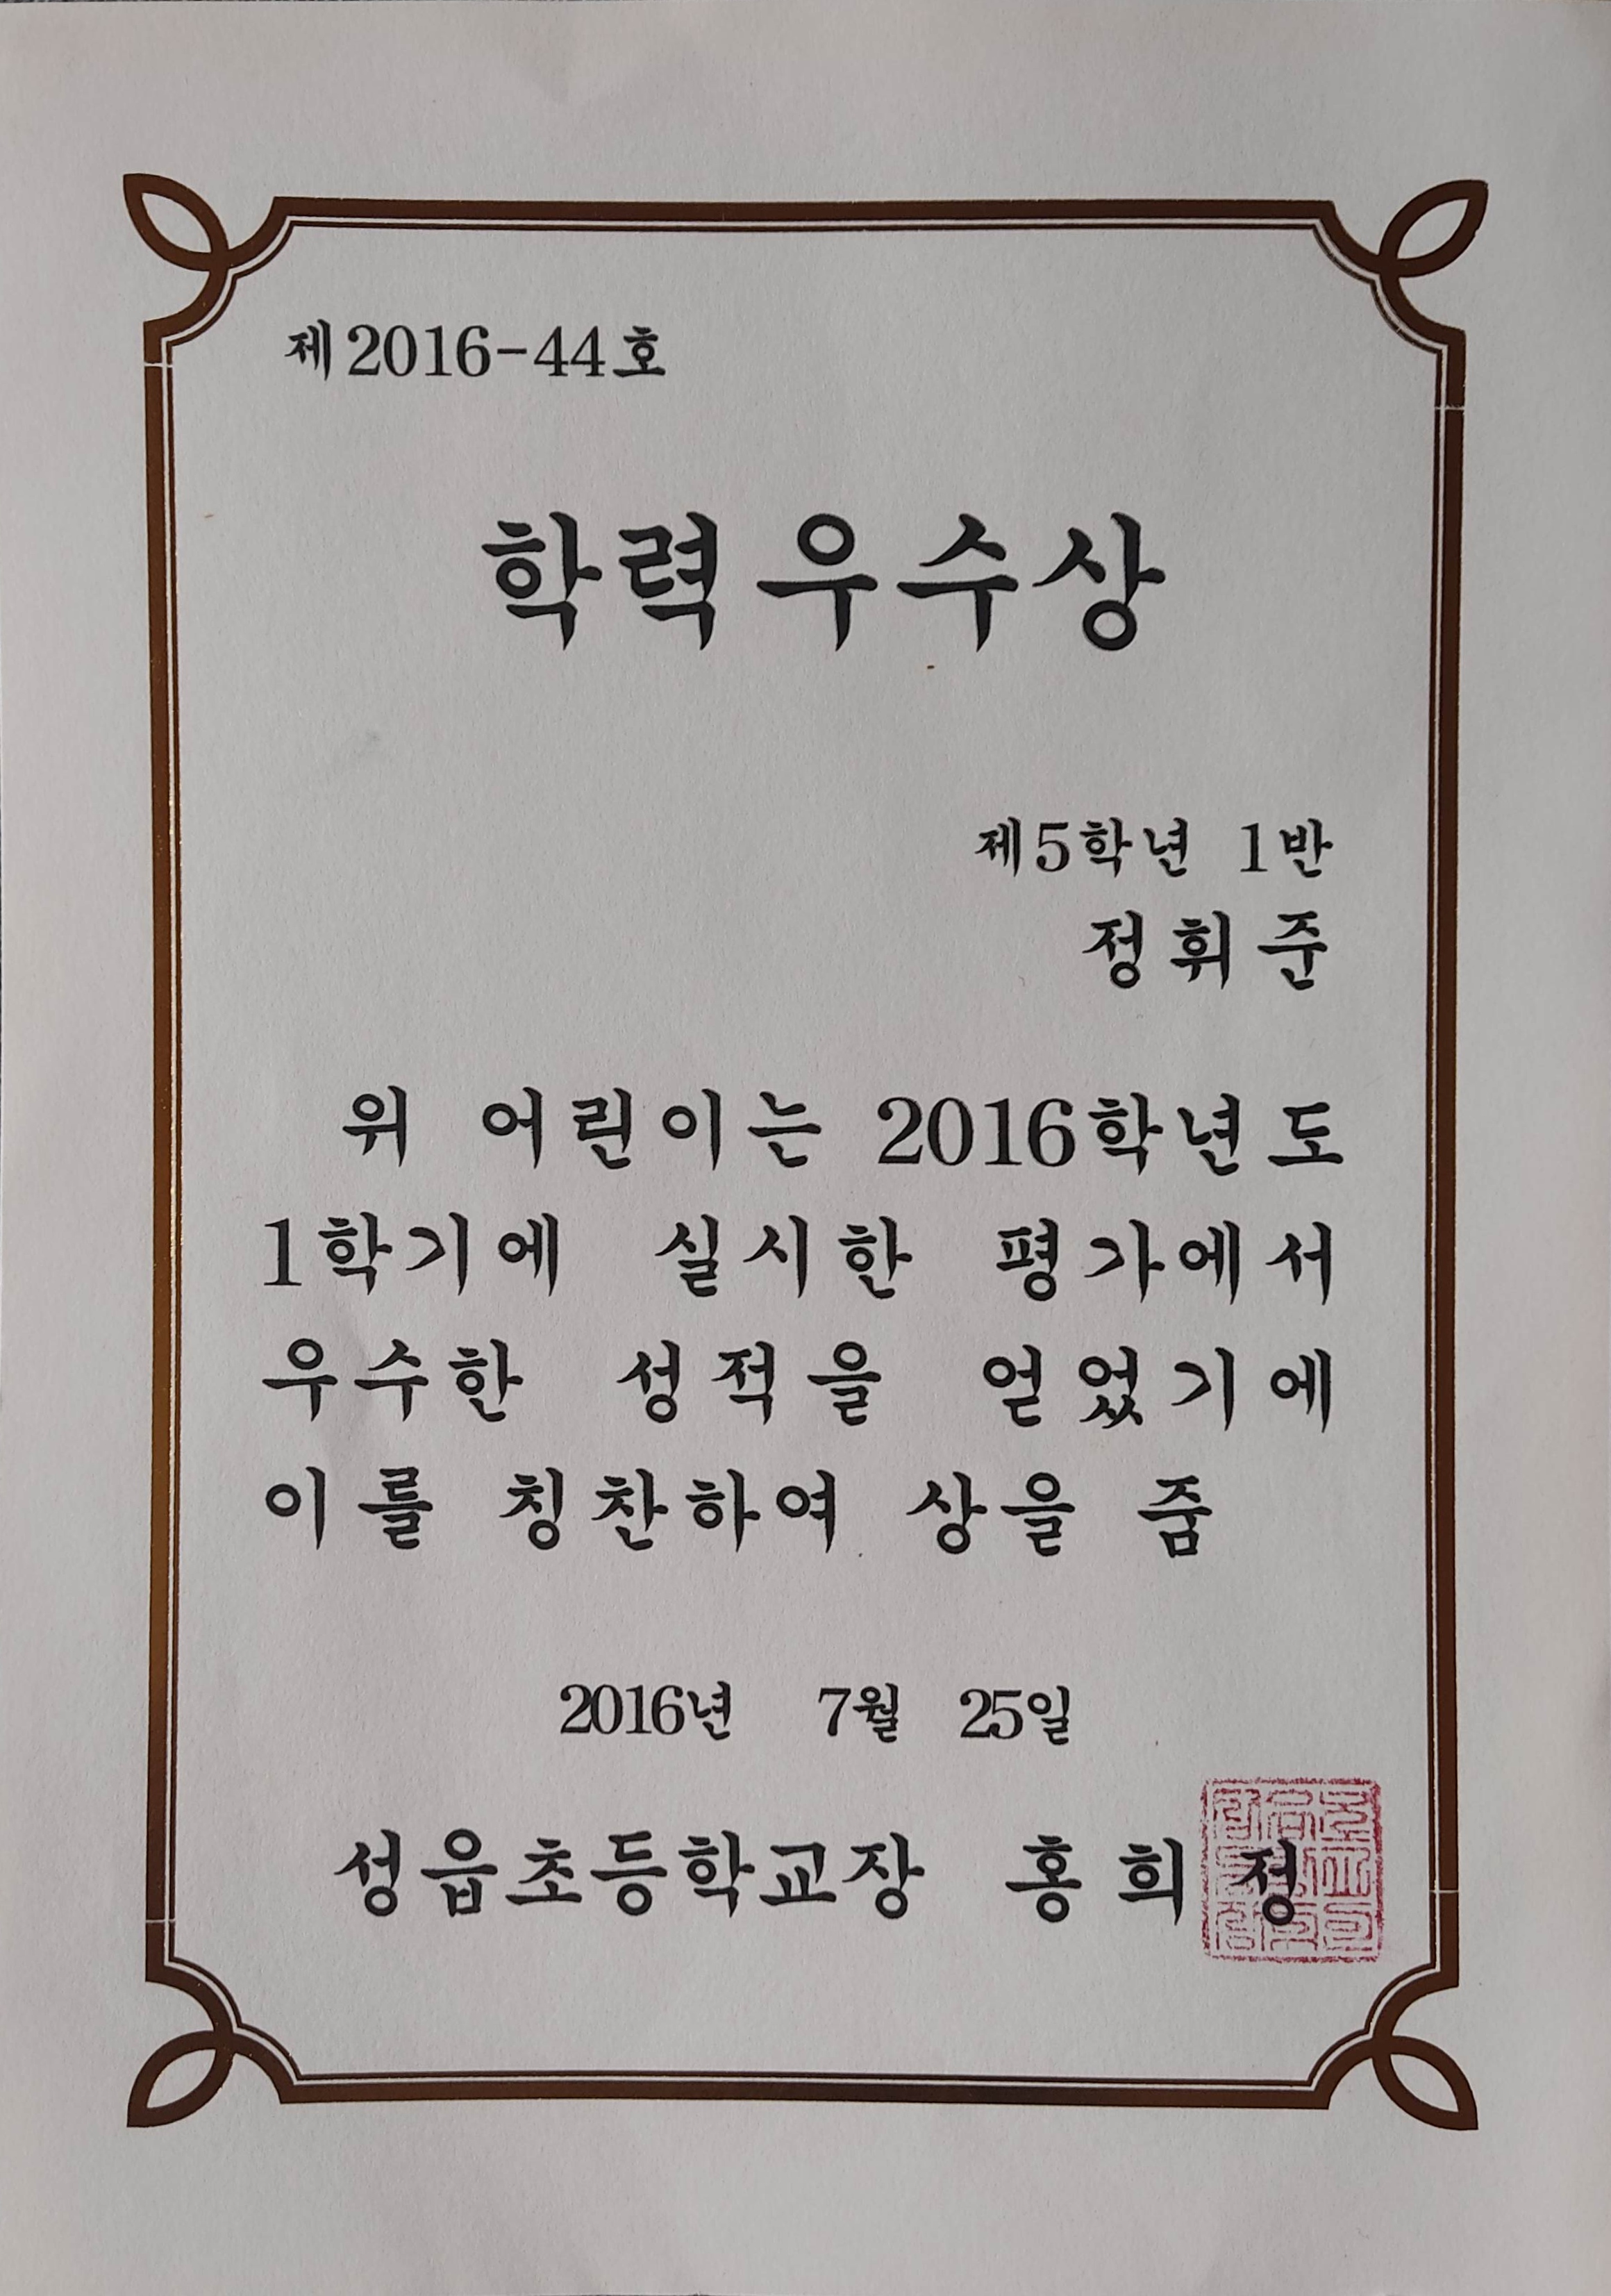 제2016-44호
학력우수상
제5학년 1반
정휘준
위 어린이는 2016학년도
1학기에 실시한 평가에서
우수한 성적을 얻었기에
이를 칭찬하여 상을 줌
2016년 7월 25일
성읍초등학교장 홍희정